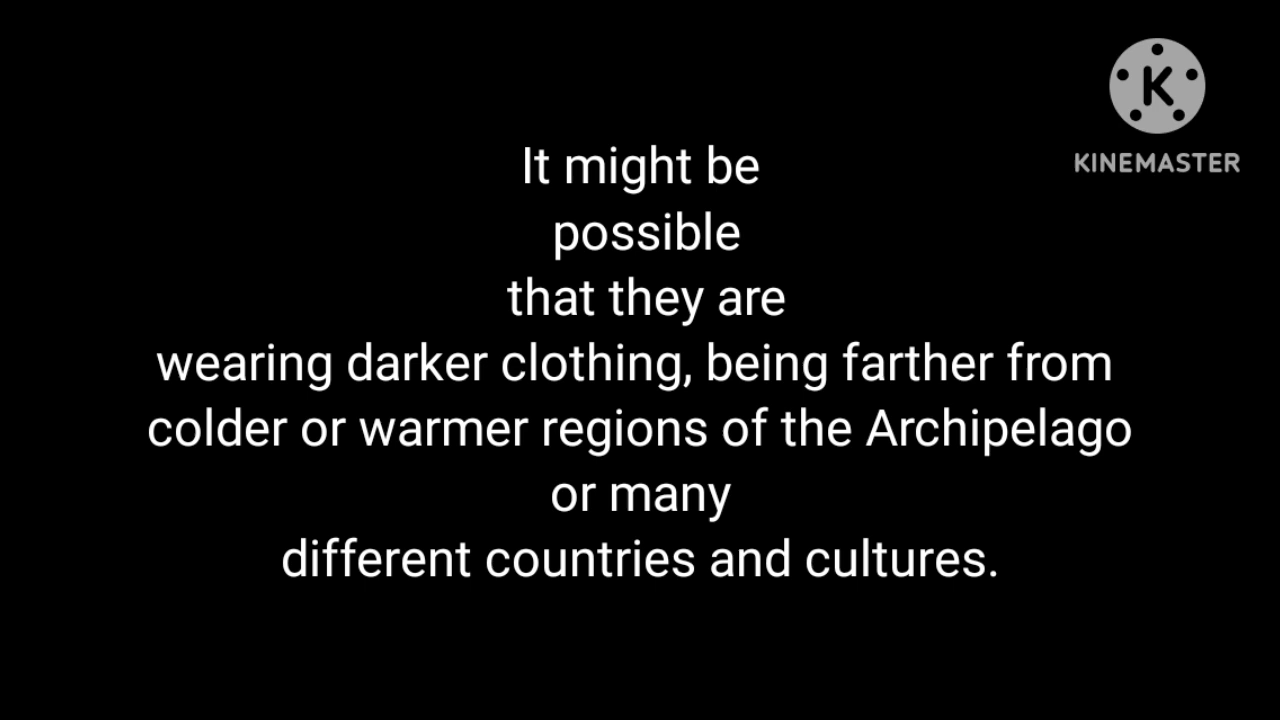 K
KINEMASTER
It might be
possible
that they are
wearing darker clothing, being farther from
colder or warmer regions of the Archipelago
or many
different countries and cultures.